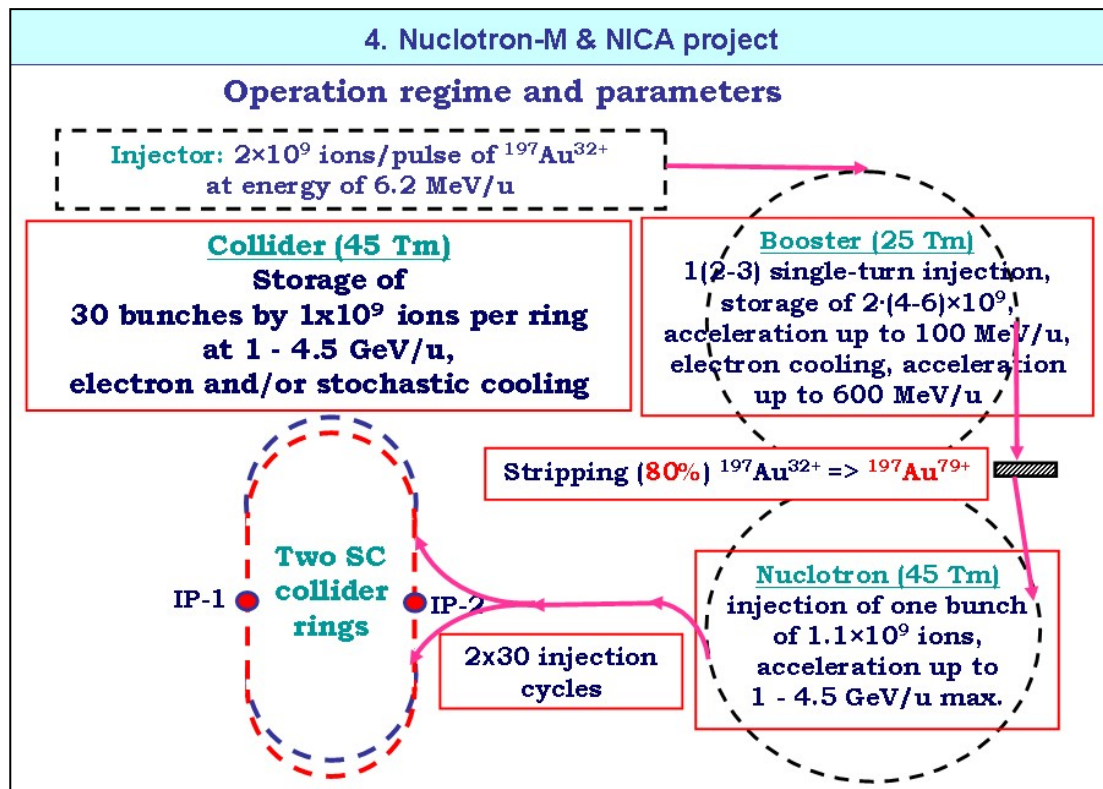 4. Nuclotron-M & NICA project
Operation regime and parameters
Injector: 2×10⁹ ions/pulse of ¹⁹⁷Au³²⁺
at energy of 6.2 MeV/u
Collider (45 Tm)
Storage of
30 bunches by 1x10⁹ ions per ring
at 1 - 4.5 GeV/u,
electron and/or stochastic cooling
Booster (25 Tm)
1(2-3) single-turn injection,
storage of 2·(4-6)×10⁹,
acceleration up to 100 MeV/u,
electron cooling, acceleration
up to 600 MeV/u
Stripping (80%) ¹⁹⁷Au³²⁺ => ¹⁹⁷Au⁷⁹⁺
Two SC
collider
rings
IP-1
IP-2
Nuclotron (45 Tm)
injection of one bunch
of 1.1×10⁹ ions,
acceleration up to
1 - 4.5 GeV/u max.
2x30 injection
cycles